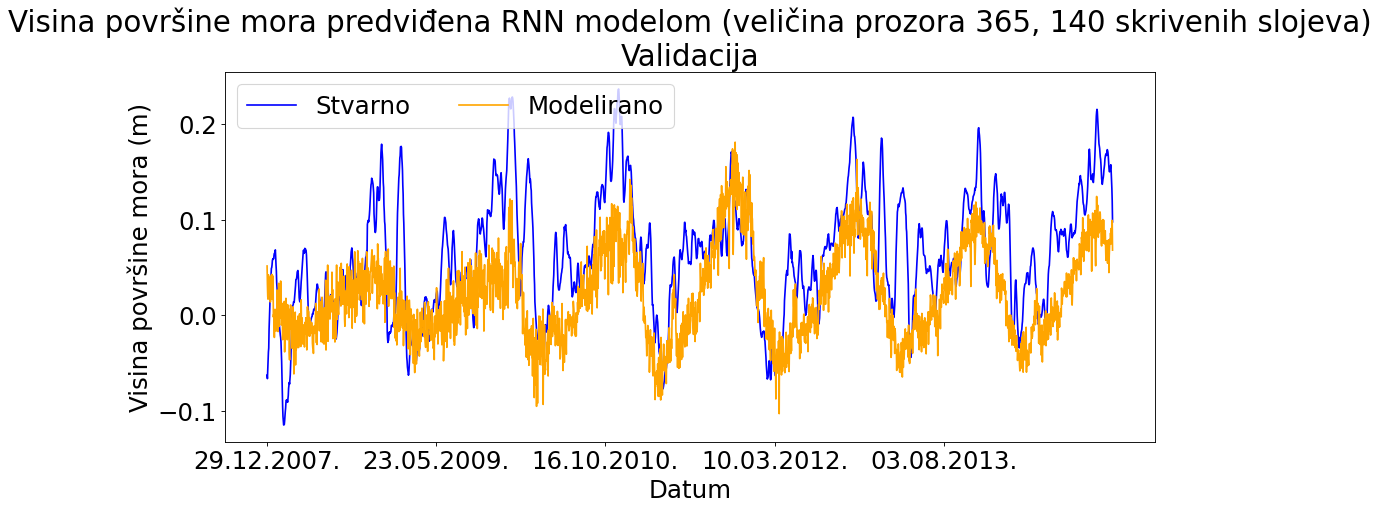 Visina površine mora predviđena RNN modelom (veličina prozora 365, 140 skrivenih slojeva)
Validacija
Stvarno
Modelirano
Visina površine mora (m)
0.2
0.1
0.0
−0.1
29.12.2007.
23.05.2009.
16.10.2010.
10.03.2012.
03.08.2013.
Datum